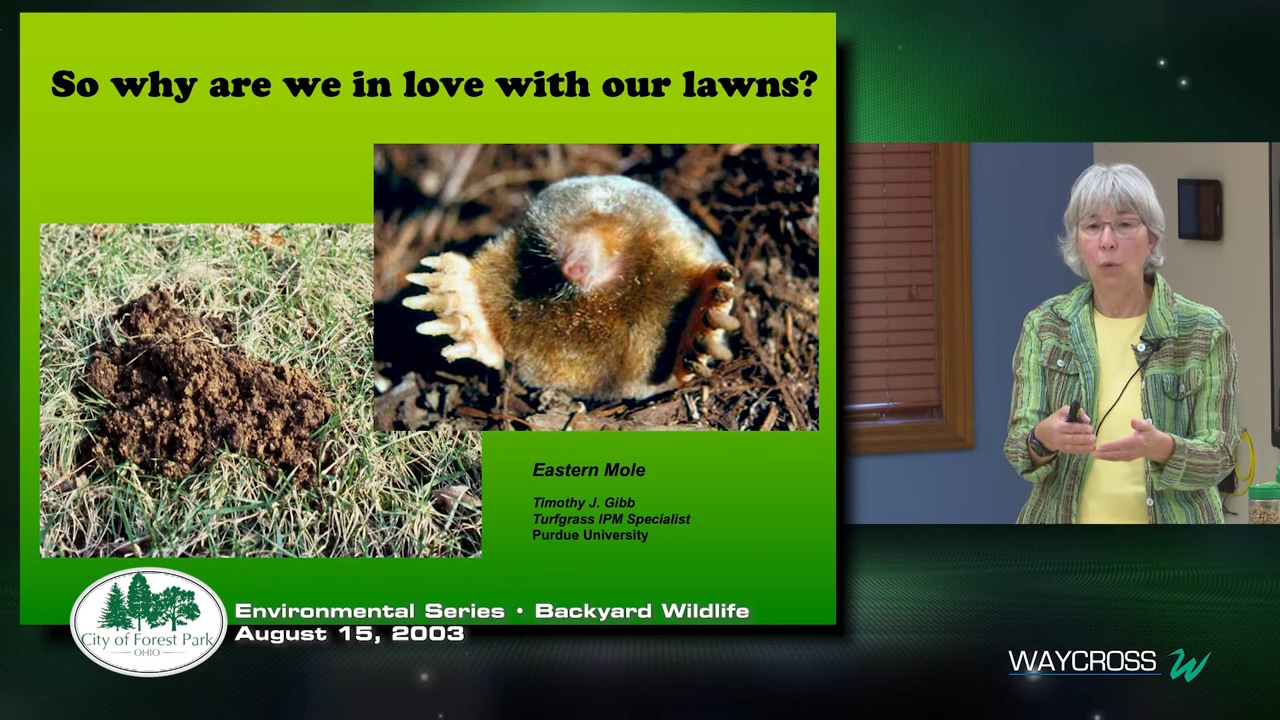 So why are we in love with our lawns?
Eastern Mole
Timothy J. Gibb
Turfgrass IPM Specialist
Purdue University
City of Forest Park
OHIO
Environmental Series • Backyard Wildlife
August 15, 2003
WAYCROSS W